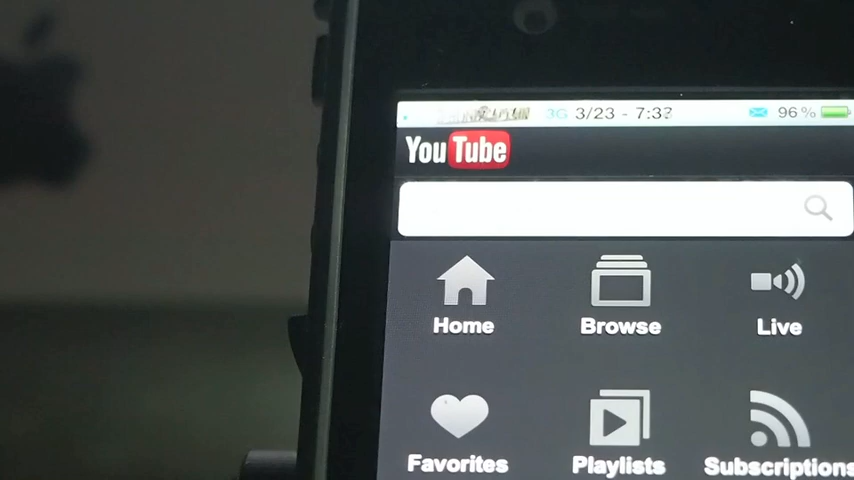 3G 3/23 - 7:3? 96%
YouTube
Home Browse Live
Favorites Playlists Subscriptions